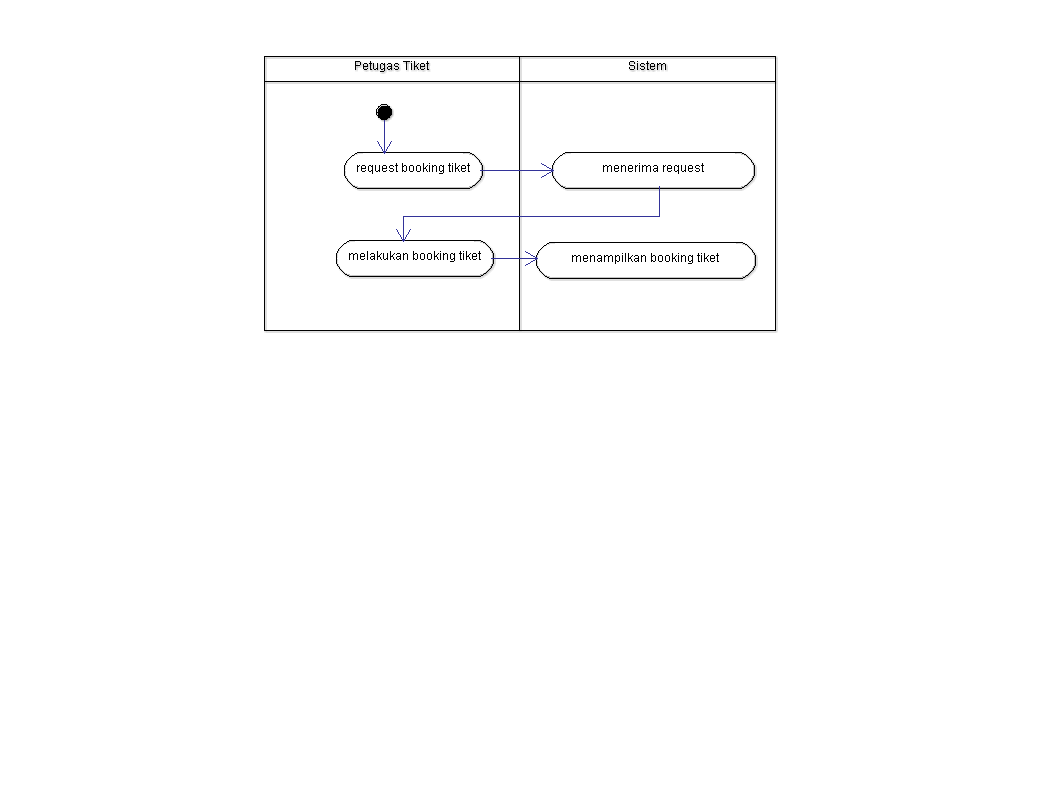 Petugas Tiket
Sistem
request booking tiket
menerima request
melakukan booking tiket
menampilkan booking tiket